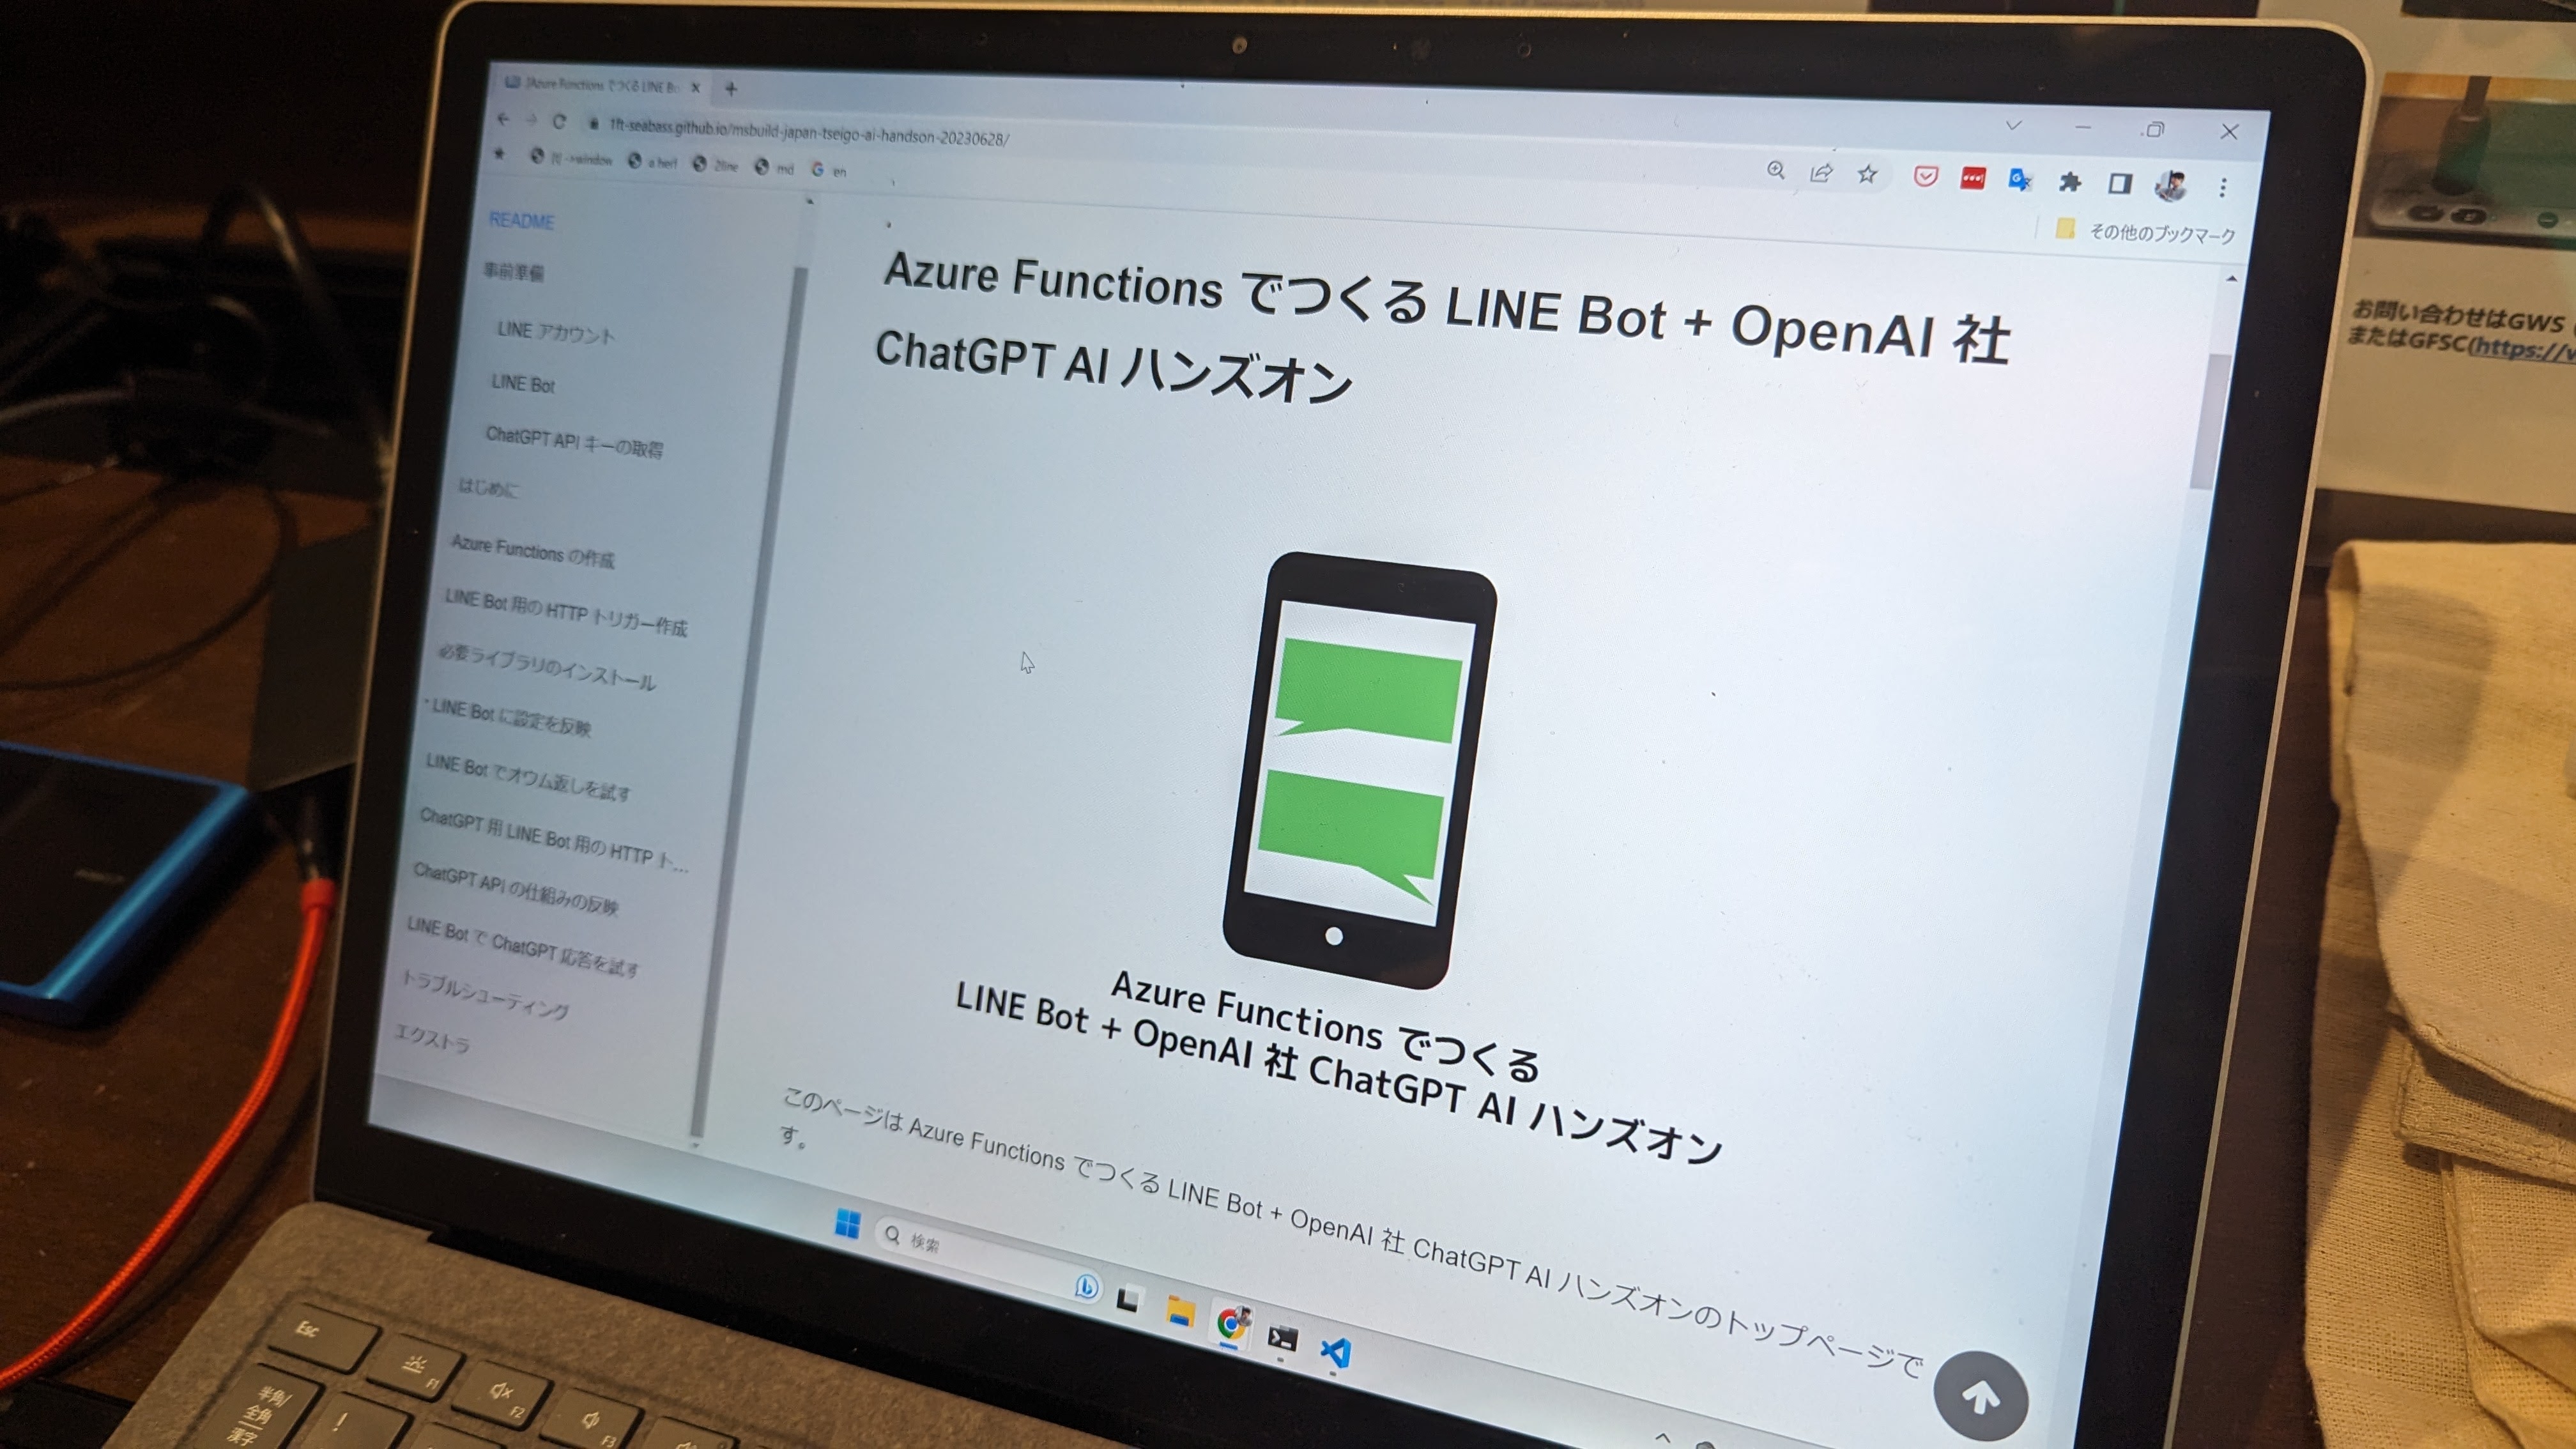 Azure Functions でつくる LINE Bo
1ft-seabass.github.io/msbuild-japan-tseigo-ai-handson-20230628/
2line
md
en
その他のブックマーク
README
事前準備
LINE アカウント
LINE Bot
ChatGPT API キーの取得
はじめに
Azure Functions の作成
LINE Bot 用の HTTP トリガー作成
必要ライブラリのインストール
LINE Bot に設定を反映
LINE Bot でオウム返しを試す
ChatGPT 用 LINE Bot 用の HTTP ト...
ChatGPT API の仕組みの反映
LINE Bot で ChatGPT 応答を試す
トラブルシューティング
エクストラ
Azure Functions でつくる LINE Bot + OpenAI 社
ChatGPT AI ハンズオン
Azure Functions でつくる
LINE Bot + OpenAI 社 ChatGPT AI ハンズオン
このページは Azure Functions でつくる LINE Bot + OpenAI 社 ChatGPT AI ハンズオンのトップページで
す。
検索
お問い合わせはGWS
またはGFSC(https://
Esc
F1
F2
F3
半角/
全角
漢字
!